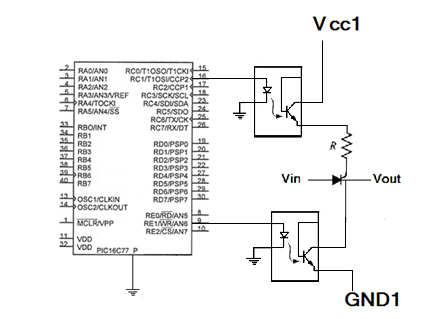 Vcc1
2 RA0/AN0 RC0/T1OSO/T1CKI 15
3 RA1/AN1 RC1/T1OSI/CCP2 16
4 RA2/AN2 RC2/CCP1 17
5 RA3/AN3/VREF RC3/SCK/SCL 18
6 RA4/TOCKI RC4/SDI/SDA 23
7 RA5/AN4/SS RC5/SDO 24
RC6/TX/CK 25
33 RBO/INT RC7/RX/DT 26
34 RB1
35 RB2 RD0/PSP0 19
36 RB3 RD1/PSP1 20
37 RB4 RD2/PSP2 21
38 RB5 RD3/PSP3 22
39 RB6 RD4/PSP4 27
40 RB7 RD5/PSP5 28
RD6/PSP6 29
13 OSC1/CLKIN RD7/PSP7 30
14 OSC2/CLKOUT
RE0/RD/AN5 8
1 MCLR/VPP RE1/WR/AN6 9
RE2/CS/AN7 10
11 VDD
32 VDD
PIC16C77_P
R
Vin Vout
GND1